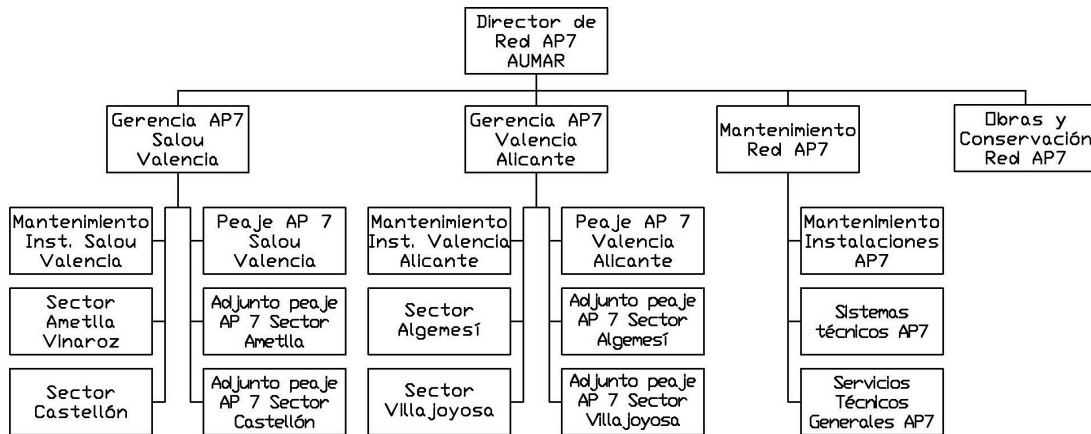 Director de
Red AP7
AUMAR
Gerencia AP7
Salou
Valencia
Gerencia AP7
Valencia
Alicante
Mantenimiento
Red AP7
Obras y
Conservación
Red AP7
Mantenimiento
Inst. Salou
Valencia
Peaje AP 7
Salou
Valencia
Mantenimiento
Inst. Valencia
Alicante
Peaje AP 7
Valencia
Alicante
Mantenimiento
Instalaciones
AP7
Sector
Ametlla
Vinaroz
Adjunto peaje
AP 7 Sector
Ametlla
Sector
Algemesí
Adjunto peaje
AP 7 Sector
Algemesí
Sistemas
técnicos AP7
Sector
Castellón
Adjunto peaje
AP 7 Sector
Castellón
Sector
Villajoyosa
Adjunto peaje
AP 7 Sector
Villajoyosa
Servicios
Técnicos
Generales AP7